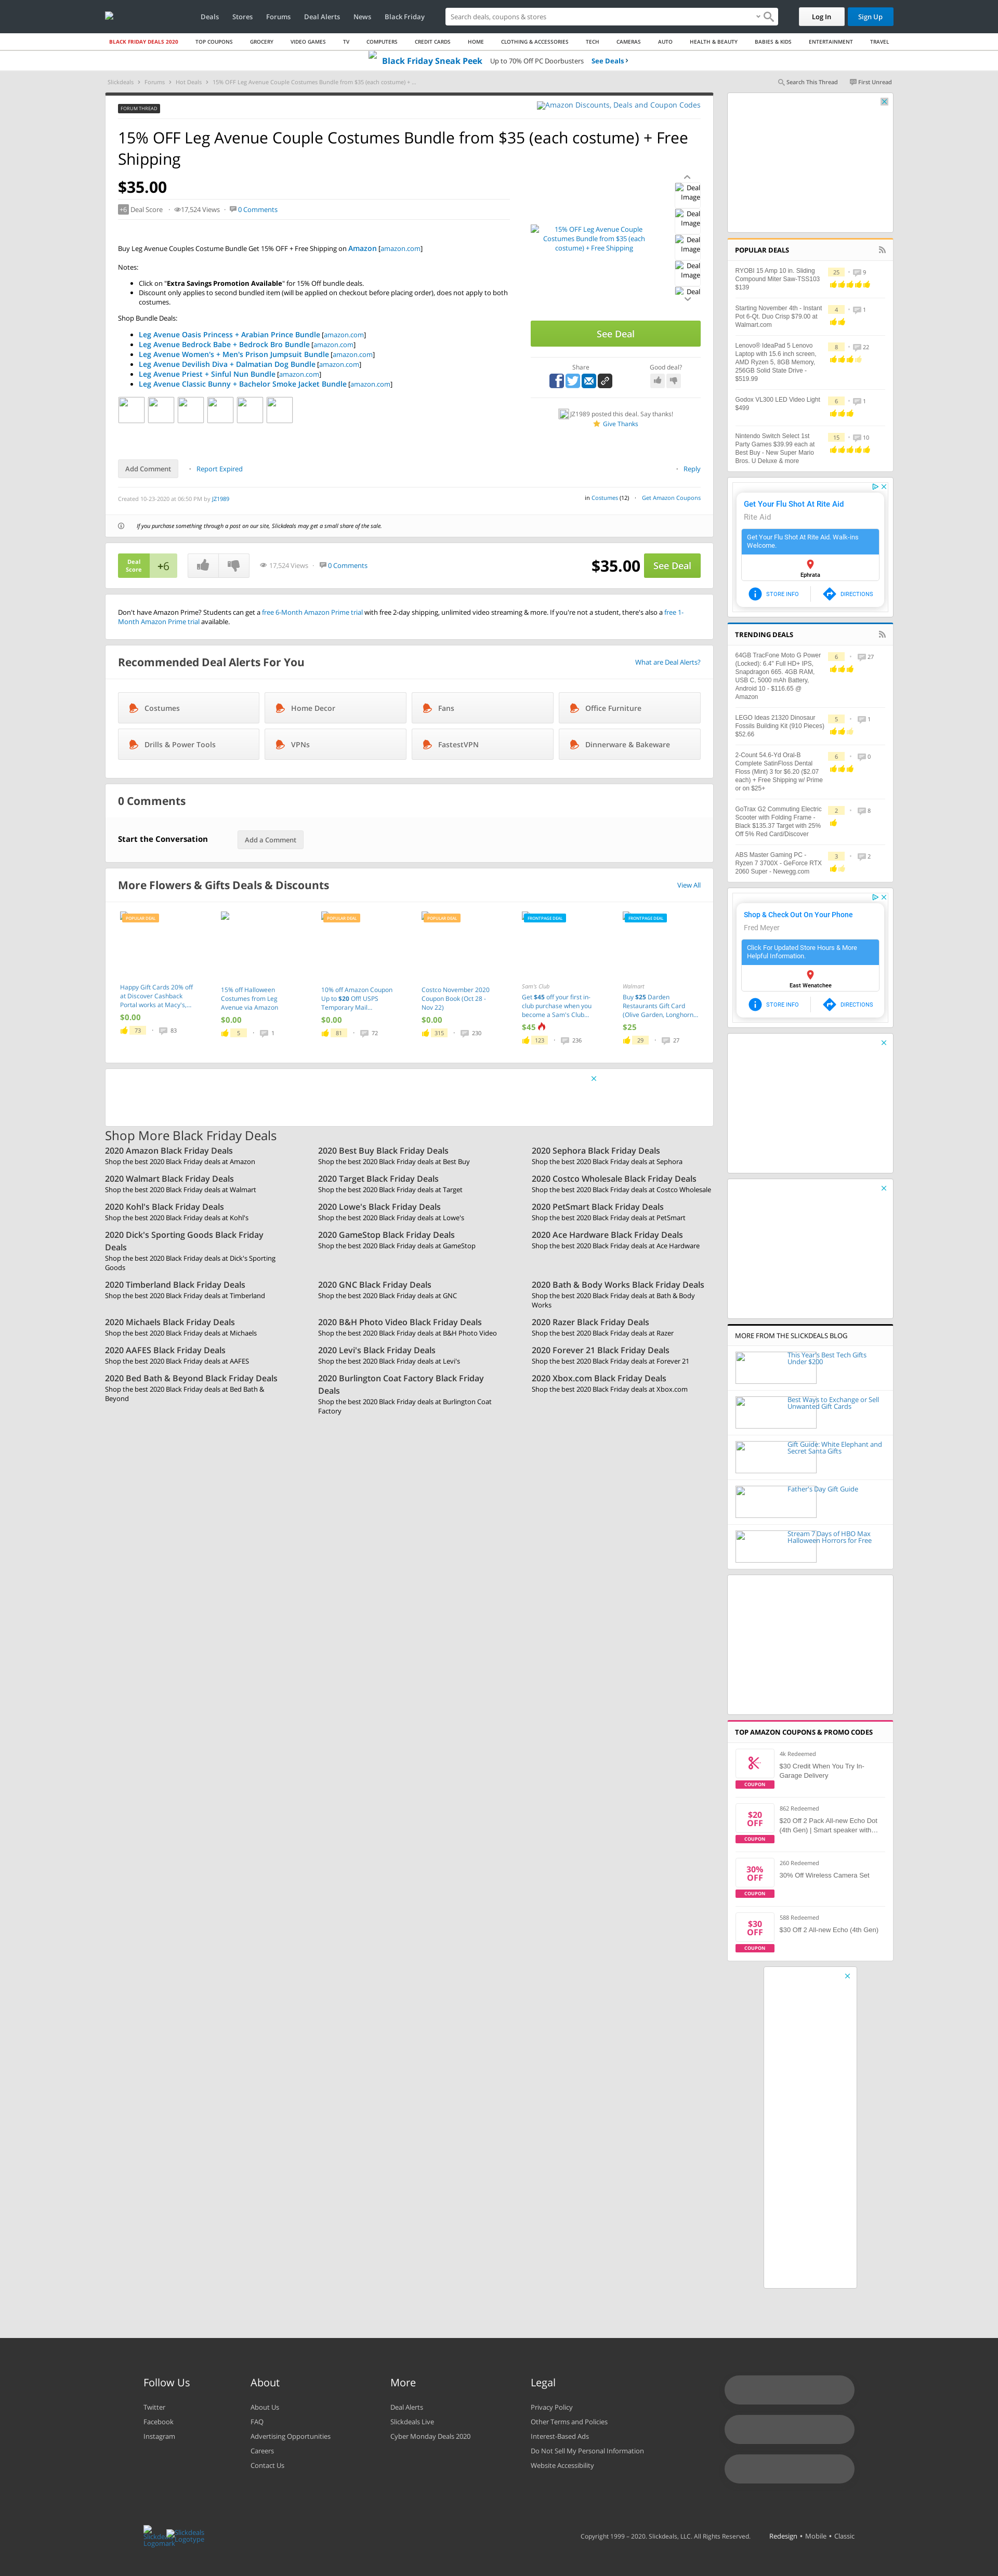 Deals Stores Forums Deal Alerts News Black Friday
Search deals, coupons & stores
Log In Sign Up
BLACK FRIDAY DEALS 2020 TOP COUPONS GROCERY VIDEO GAMES TV COMPUTERS CREDIT CARDS HOME CLOTHING & ACCESSORIES TECH CAMERAS AUTO HEALTH & BEAUTY BABIES & KIDS ENTERTAINMENT TRAVEL
Black Friday Sneak Peek Up to 70% Off PC Doorbusters See Deals
Slickdeals Forums Hot Deals 15% OFF Leg Avenue Couple Costumes Bundle from $35 (each costume) + ...
Search This Thread First Unread
FORUM THREAD
Amazon Discounts, Deals and Coupon Codes
15% OFF Leg Avenue Couple Costumes Bundle from $35 (each costume) + Free
Shipping
$35.00
+6 Deal Score 17,524 Views 0 Comments
Buy Leg Avenue Couples Costume Bundle Get 15% OFF + Free Shipping on Amazon [amazon.com]
Notes:
Click on "Extra Savings Promotion Available" for 15% Off bundle deals.
Discount only applies to second bundled item (will be applied on checkout before placing order), does not apply to both
costumes.
Shop Bundle Deals:
Leg Avenue Oasis Princess + Arabian Prince Bundle [amazon.com]
Leg Avenue Bedrock Babe + Bedrock Bro Bundle [amazon.com]
Leg Avenue Women's + Men's Prison Jumpsuit Bundle [amazon.com]
Leg Avenue Devilish Diva + Dalmatian Dog Bundle [amazon.com]
Leg Avenue Priest + Sinful Nun Bundle [amazon.com]
Leg Avenue Classic Bunny + Bachelor Smoke Jacket Bundle [amazon.com]
15% OFF Leg Avenue Couple
Costumes Bundle from $35 (each
costume) + Free Shipping
Deal
Image
Deal
Image
Deal
Image
Deal
Image
Deal
See Deal
Share Good deal?
JZ1989 posted this deal. Say thanks!
Give Thanks
Add Comment Report Expired Reply
Created 10-23-2020 at 06:50 PM by JZ1989
in Costumes (12) Get Amazon Coupons
If you purchase something through a post on our site, Slickdeals may get a small share of the sale.
Deal
Score
+6
17,524 Views 0 Comments
$35.00 See Deal
Don't have Amazon Prime? Students can get a free 6-Month Amazon Prime trial with free 2-day shipping, unlimited video streaming & more. If you're not a student, there's also a free 1-
Month Amazon Prime trial available.
Recommended Deal Alerts For You
What are Deal Alerts?
Costumes Home Decor Fans Office Furniture
Drills & Power Tools VPNs FastestVPN Dinnerware & Bakeware
0 Comments
Start the Conversation Add a Comment
More Flowers & Gifts Deals & Discounts
View All
POPULAR DEAL
Happy Gift Cards 20% off
at Discover Cashback
Portal works at Macy's,...
$0.00
73 83
15% off Halloween
Costumes from Leg
Avenue via Amazon
$0.00
5 1
POPULAR DEAL
10% off Amazon Coupon
Up to $20 Off! USPS
Temporary Mail...
$0.00
81 72
POPULAR DEAL
Costco November 2020
Coupon Book (Oct 28 -
Nov 22)
$0.00
315 230
FRONTPAGE DEAL
Sam's Club
Get $45 off your first in-
club purchase when you
become a Sam's Club...
$45
123 236
FRONTPAGE DEAL
Walmart
Buy $25 Darden
Restaurants Gift Card
(Olive Garden, Longhorn...
$25
29 27
Shop More Black Friday Deals
2020 Amazon Black Friday Deals
Shop the best 2020 Black Friday deals at Amazon
2020 Best Buy Black Friday Deals
Shop the best 2020 Black Friday deals at Best Buy
2020 Sephora Black Friday Deals
Shop the best 2020 Black Friday deals at Sephora
2020 Walmart Black Friday Deals
Shop the best 2020 Black Friday deals at Walmart
2020 Target Black Friday Deals
Shop the best 2020 Black Friday deals at Target
2020 Costco Wholesale Black Friday Deals
Shop the best 2020 Black Friday deals at Costco Wholesale
2020 Kohl's Black Friday Deals
Shop the best 2020 Black Friday deals at Kohl's
2020 Lowe's Black Friday Deals
Shop the best 2020 Black Friday deals at Lowe's
2020 PetSmart Black Friday Deals
Shop the best 2020 Black Friday deals at PetSmart
2020 Dick's Sporting Goods Black Friday
Deals
Shop the best 2020 Black Friday deals at Dick's Sporting
Goods
2020 GameStop Black Friday Deals
Shop the best 2020 Black Friday deals at GameStop
2020 Ace Hardware Black Friday Deals
Shop the best 2020 Black Friday deals at Ace Hardware
2020 Timberland Black Friday Deals
Shop the best 2020 Black Friday deals at Timberland
2020 GNC Black Friday Deals
Shop the best 2020 Black Friday deals at GNC
2020 Bath & Body Works Black Friday Deals
Shop the best 2020 Black Friday deals at Bath & Body
Works
2020 Michaels Black Friday Deals
Shop the best 2020 Black Friday deals at Michaels
2020 B&H Photo Video Black Friday Deals
Shop the best 2020 Black Friday deals at B&H Photo Video
2020 Razer Black Friday Deals
Shop the best 2020 Black Friday deals at Razer
2020 AAFES Black Friday Deals
Shop the best 2020 Black Friday deals at AAFES
2020 Levi's Black Friday Deals
Shop the best 2020 Black Friday deals at Levi's
2020 Forever 21 Black Friday Deals
Shop the best 2020 Black Friday deals at Forever 21
2020 Bed Bath & Beyond Black Friday Deals
Shop the best 2020 Black Friday deals at Bed Bath &
Beyond
2020 Burlington Coat Factory Black Friday
Deals
Shop the best 2020 Black Friday deals at Burlington Coat
Factory
2020 Xbox.com Black Friday Deals
Shop the best 2020 Black Friday deals at Xbox.com
POPULAR DEALS
RYOBI 15 Amp 10 in. Sliding
Compound Miter Saw-TSS103
$139
25 9
Starting November 4th - Instant
Pot 6-Qt. Duo Crisp $79.00 at
Walmart.com
4 1
Lenovo® IdeaPad 5 Lenovo
Laptop with 15.6 inch screen,
AMD Ryzen 5, 8GB Memory,
256GB Solid State Drive -
$519.99
8 22
Godox VL300 LED Video Light
$499
6 1
Nintendo Switch Select 1st
Party Games $39.99 each at
Best Buy - New Super Mario
Bros. U Deluxe & more
15 10
Get Your Flu Shot At Rite Aid
Rite Aid
Get Your Flu Shot At Rite Aid. Walk-ins
Welcome.
Ephrata
STORE INFO DIRECTIONS
TRENDING DEALS
64GB TracFone Moto G Power
(Locked): 6.4" Full HD+ IPS,
Snapdragon 665, 4GB RAM,
USB C, 5000 mAh Battery,
Android 10 - $116.65 @
Amazon
6 27
LEGO Ideas 21320 Dinosaur
Fossils Building Kit (910 Pieces)
$52.66
5 1
2-Count 54.6-Yd Oral-B
Complete SatinFloss Dental
Floss (Mint) 3 for $6.20 ($2.07
each) + Free Shipping w/ Prime
or on $25+
6 0
GoTrax G2 Commuting Electric
Scooter with Folding Frame -
Black $135.37 Target with 25%
Off 5% Red Card/Discover
2 8
ABS Master Gaming PC -
Ryzen 7 3700X - GeForce RTX
2060 Super - Newegg.com
3 2
Shop & Check Out On Your Phone
Fred Meyer
Click For Updated Store Hours & More
Helpful Information.
East Wenatchee
STORE INFO DIRECTIONS
MORE FROM THE SLICKDEALS BLOG
This Year's Best Tech Gifts
Under $200
Best Ways to Exchange or Sell
Unwanted Gift Cards
Gift Guide: White Elephant and
Secret Santa Gifts
Father's Day Gift Guide
Stream 7 Days of HBO Max
Halloween Horrors for Free
TOP AMAZON COUPONS & PROMO CODES
4k Redeemed
$30 Credit When You Try In-
Garage Delivery
COUPON
862 Redeemed
$20
OFF
$20 Off 2 Pack All-new Echo Dot
(4th Gen) | Smart speaker with...
COUPON
260 Redeemed
30%
OFF
30% Off Wireless Camera Set
COUPON
588 Redeemed
$30
OFF
$30 Off 2 All-new Echo (4th Gen)
COUPON
Follow Us
Twitter
Facebook
Instagram
About
About Us
FAQ
Advertising Opportunities
Careers
Contact Us
More
Deal Alerts
Slickdeals Live
Cyber Monday Deals 2020
Legal
Privacy Policy
Other Terms and Policies
Interest-Based Ads
Do Not Sell My Personal Information
Website Accessibility
Slickdeals
Logomark
Slickdeals
Logotype
Copyright 1999 – 2020. Slickdeals, LLC. All Rights Reserved. Redesign • Mobile • Classic